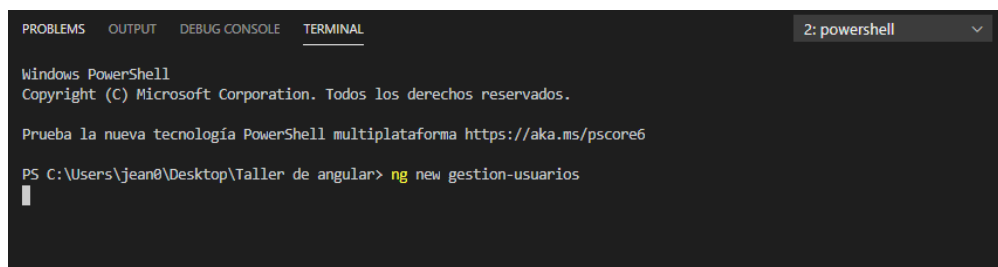 PROBLEMS OUTPUT DEBUG CONSOLE TERMINAL 2: powershell
Windows PowerShell
Copyright (C) Microsoft Corporation. Todos los derechos reservados.
Prueba la nueva tecnología PowerShell multiplataforma https://aka.ms/pscore6
PS C:\Users\jean0\Desktop\Taller de angular> ng new gestion-usuarios